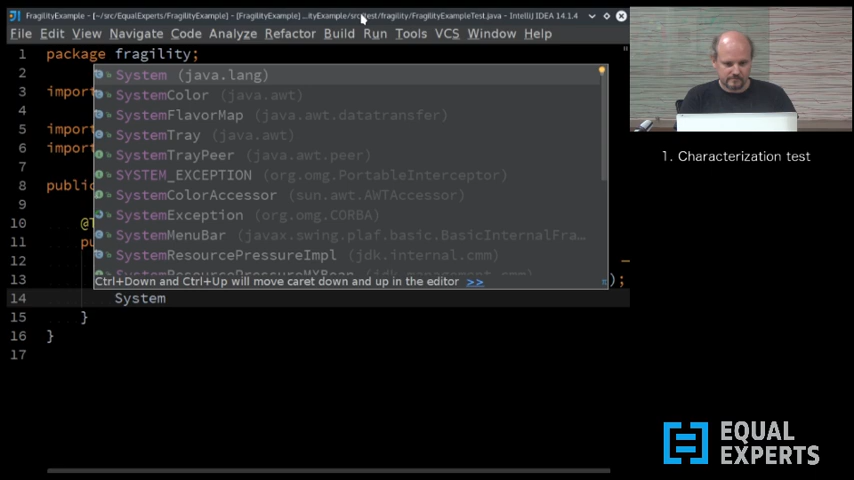 FragilityExample - [~/src/EqualExperts/FragilityExample] - [FragilityExample] ...ityExample/src/test/fragility/FragilityExampleTest.java - IntelliJ IDEA 14.1.4
File Edit View Navigate Code Analyze Refactor Build Run Tools VCS Window Help
1 package fragility;
2 System (java.lang)
3 import SystemColor (java.awt)
4 SystemFlavorMap (java.awt.datatransfer)
5 import SystemTray (java.awt)
6 import SystemTrayPeer (java.awt.peer)
7 SYSTEM_EXCEPTION (org.omg.PortableInterceptor)
8 public SystemColorAccessor (sun.awt.AWTAccessor)
SystemException (org.omg.CORBA)
10 @T SystemMenuBar (javax.swing.plaf.basic.BasicInternalFra...
11 pu SystemResourcePressureImpl (jdk.internal.cmm)
12 SystemResourcePressureMXBean (jdk.management.cmm)
13 Ctrl+Down and Ctrl+Up will move caret down and up in the editor >> );
14 System
15 }
16 }
17
1. Characterization test
EQUAL
EXPERTS